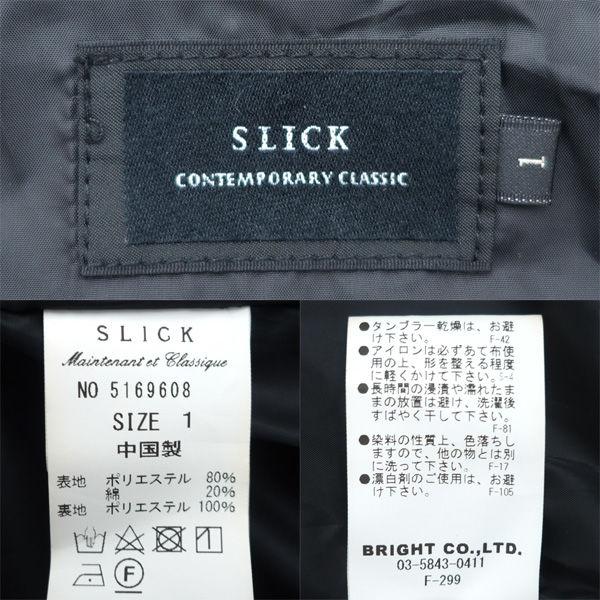 SLICK
CONTEMPORARY CLASSIC
1
SLICK
Maintenant et Classique
NO 5169608
SIZE 1
中国製
表地 ポリエステル 80%
綿 20%
裏地 ポリエステル 100%
F
●タンブラー乾燥は、お避
け下さい。 F-42
●アイロンは必ずあて布使
用の上、形を整える程度
に軽くかけて下さい。S-4
●長時間の浸漬や濡れたま
まの放置は避け、洗濯後
すばやく干して下さい。
F-81
●染料の性質上、色落ちし
ますので、他の物とは別
に洗って下さい。 F-17
●漂白剤のご使用は、お避
け下さい。 F-105
BRIGHT CO.,LTD.
03-5843-0411
F-299